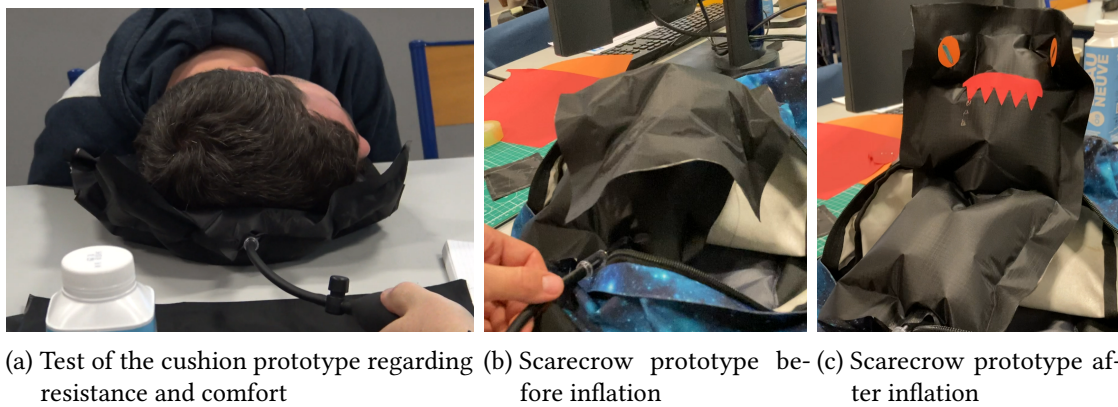 LU
NEUVE
(a) Test of the cushion prototype regarding
resistance and comfort
(b) Scarecrow prototype be-
fore inflation
(c) Scarecrow prototype af-
ter inflation